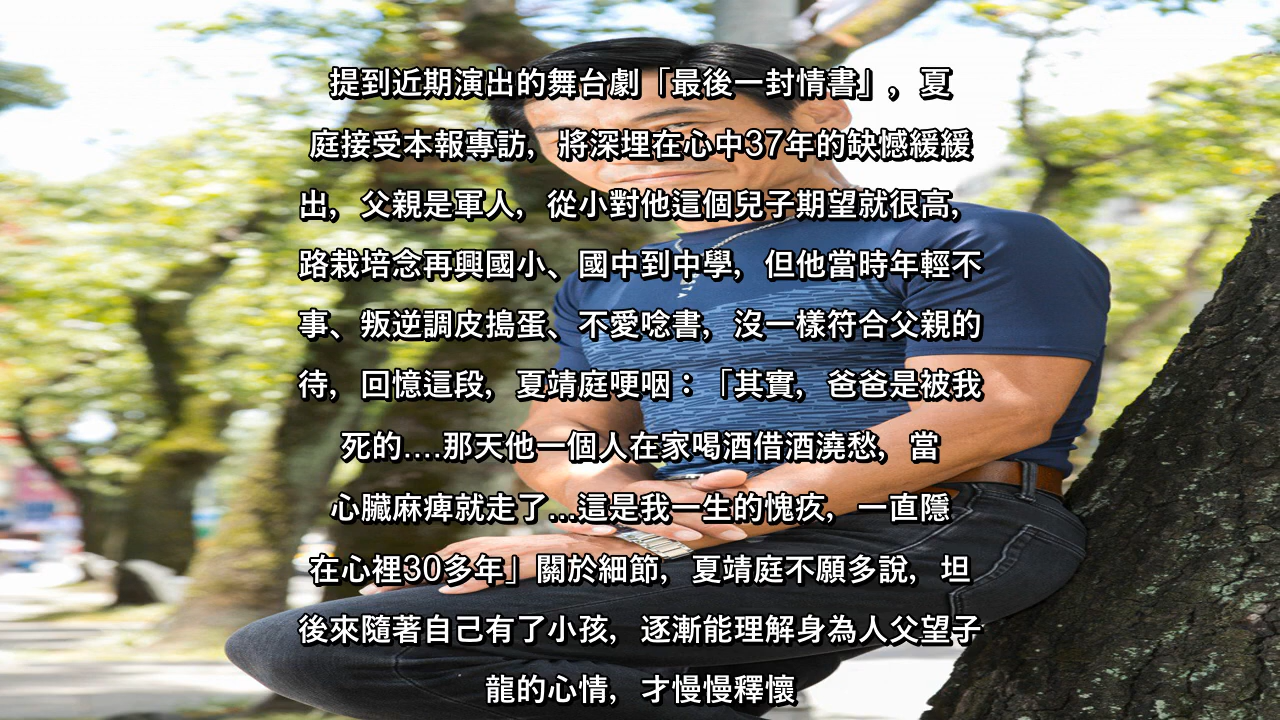 提到近期演出的舞台劇「最後一封情書」，夏
庭接受本報專訪，將深埋在心中37年的缺憾緩緩
出，父親是軍人，從小對他這個兒子期望就很高，
路栽培念再興國小、國中到中學，但他當時年輕不
事、叛逆調皮搗蛋、不愛唸書，沒一樣符合父親的
待，回憶這段，夏靖庭哽咽：「其實，爸爸是被我
死的....那天他一個人在家喝酒借酒澆愁，當
心臟麻痺就走了...這是我一生的愧疚，一直隱
在心裡30多年」關於細節，夏靖庭不願多說，坦
後來隨著自己有了小孩，逐漸能理解身為人父望子
龍的心情，才慢慢釋懷